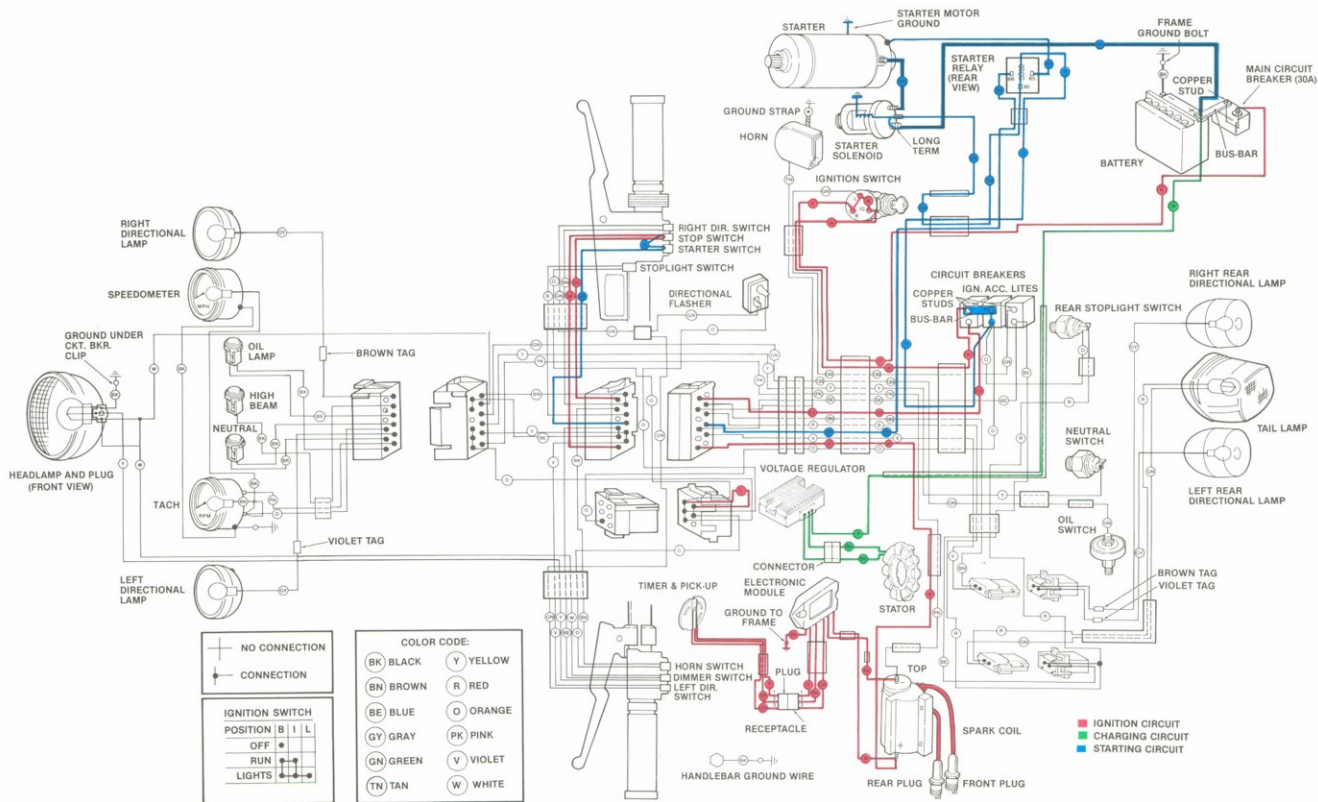 STARTER MOTOR
GROUND
STARTER
FRAME
GROUND BOLT
STARTER
RELAY
(REAR
VIEW)
86
85
30
MAIN CIRCUIT
BREAKER (30A)
COPPER
STUD
GROUND STRAP
HORN
STARTER
SOLENOID
LONG
TERM
BATTERY
BUS-BAR
IGNITION SWITCH
RIGHT
DIRECTIONAL
LAMP
RIGHT DIR. SWITCH
STOP SWITCH
STARTER SWITCH
STOPLIGHT SWITCH
DIRECTIONAL
FLASHER
CIRCUIT BREAKERS
COPPER
STUDS
IGN. ACC. LITES
BUS-BAR
REAR STOPLIGHT SWITCH
RIGHT REAR
DIRECTIONAL LAMP
SPEEDOMETER
MPH
GROUND UNDER
CKT. BKR.
CLIP
OIL
LAMP
BROWN TAG
HIGH
BEAM
NEUTRAL
HEADLAMP AND PLUG
(FRONT VIEW)
TACH
RPM
VIOLET TAG
LEFT
DIRECTIONAL
LAMP
TAIL LAMP
NEUTRAL
SWITCH
VOLTAGE REGULATOR
LEFT REAR
DIRECTIONAL LAMP
OIL
SWITCH
CONNECTOR
STATOR
BROWN TAG
VIOLET TAG
TIMER & PICK-UP
ELECTRONIC
MODULE
GROUND TO
FRAME
PLUG
RECEPTACLE
TOP
SPARK COIL
REAR PLUG
FRONT PLUG
HORN SWITCH
DIMMER SWITCH
LEFT DIR.
SWITCH
HANDLEBAR GROUND WIRE
NO CONNECTION
CONNECTION
IGNITION SWITCH
POSITION B I L
OFF
RUN
LIGHTS
COLOR CODE:
BK BLACK
Y YELLOW
BN BROWN
R RED
BE BLUE
O ORANGE
GY GRAY
PK PINK
GN GREEN
V VIOLET
TN TAN
W WHITE
IGNITION CIRCUIT
CHARGING CIRCUIT
STARTING CIRCUIT